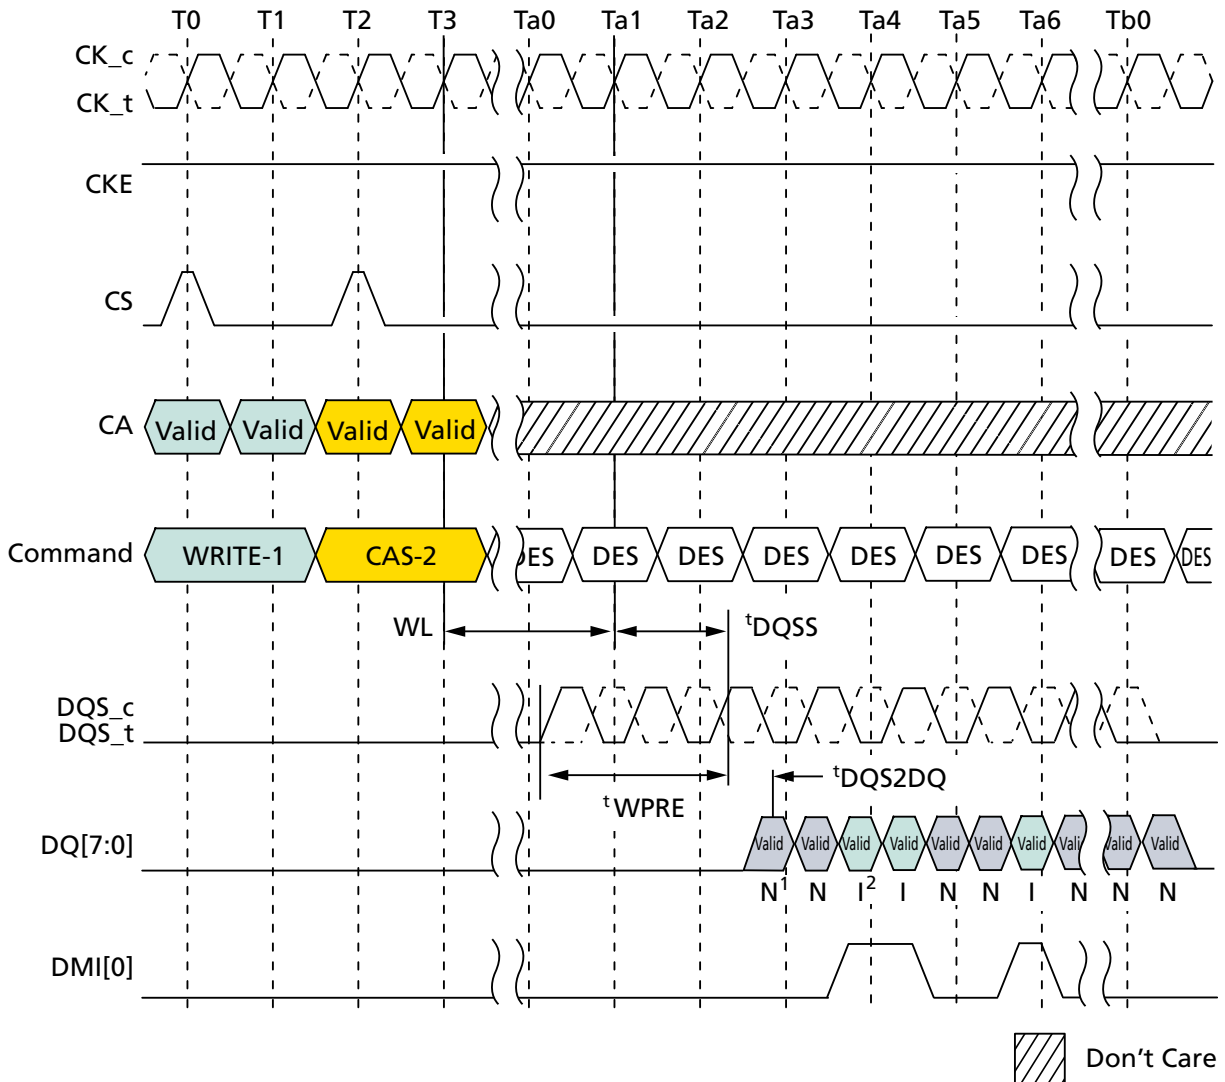 T0 T1 T2 T3 Ta0 Ta1 Ta2 Ta3 Ta4 Ta5 Ta6 Tb0
CK_c
CK_t
CKE
CS
CA Valid Valid Valid Valid
Command WRITE-1 CAS-2 DES DES DES DES DES DES DES DES DES
WL tDQSS
DQS_c
DQS_t
tDQS2DQ
tWPRE
DQ[7:0] Valid Valid Valid Valid Valid Valid Valid Vali Valid Valid
N1 N I2 I N N I N N N
DMI[0]
Don't Care